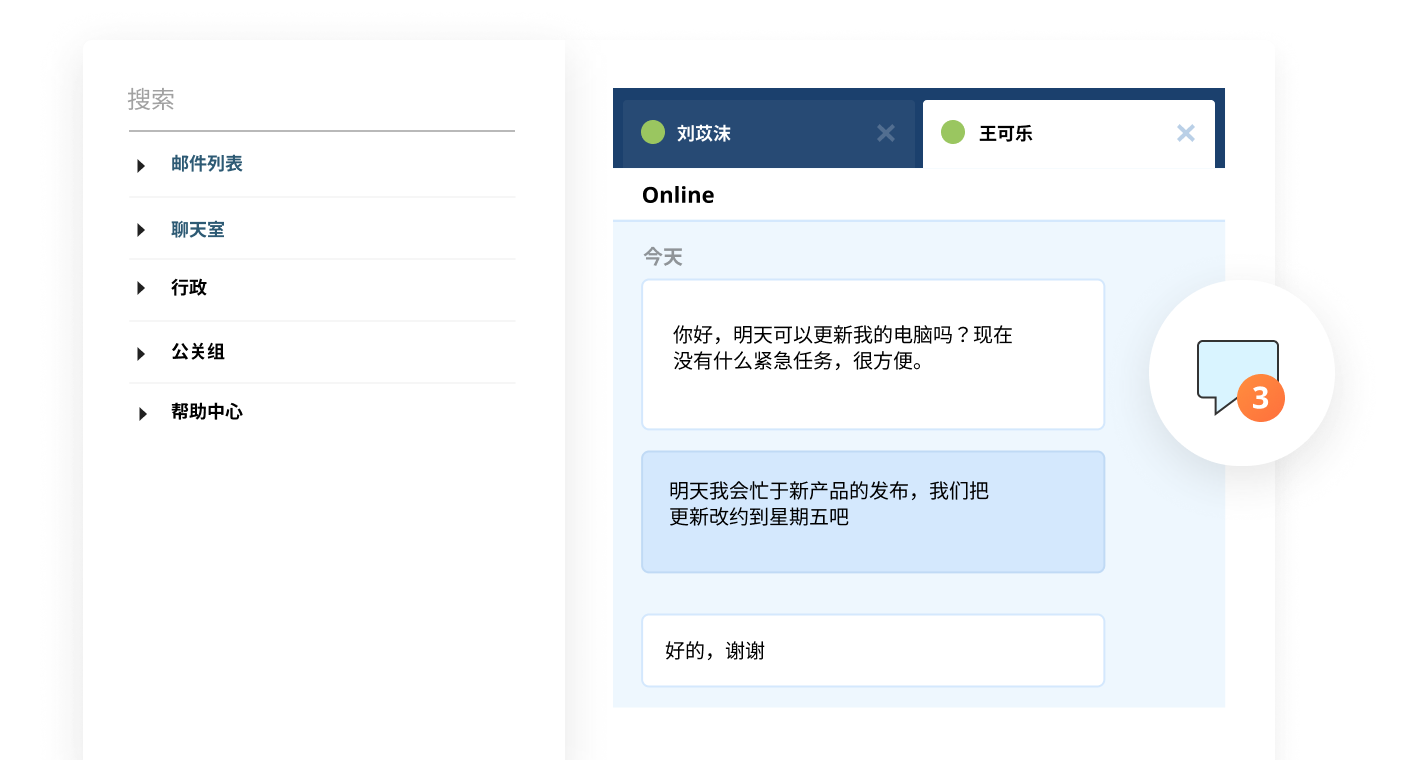 搜索
邮件列表
聊天室
行政
公关组
帮助中心
刘苡沫
王可乐
Online
今天
你好，明天可以更新我的电脑吗？现在
没有什么紧急任务，很方便。
明天我会忙于新产品的发布，我们把
更新改约到星期五吧
好的，谢谢
3